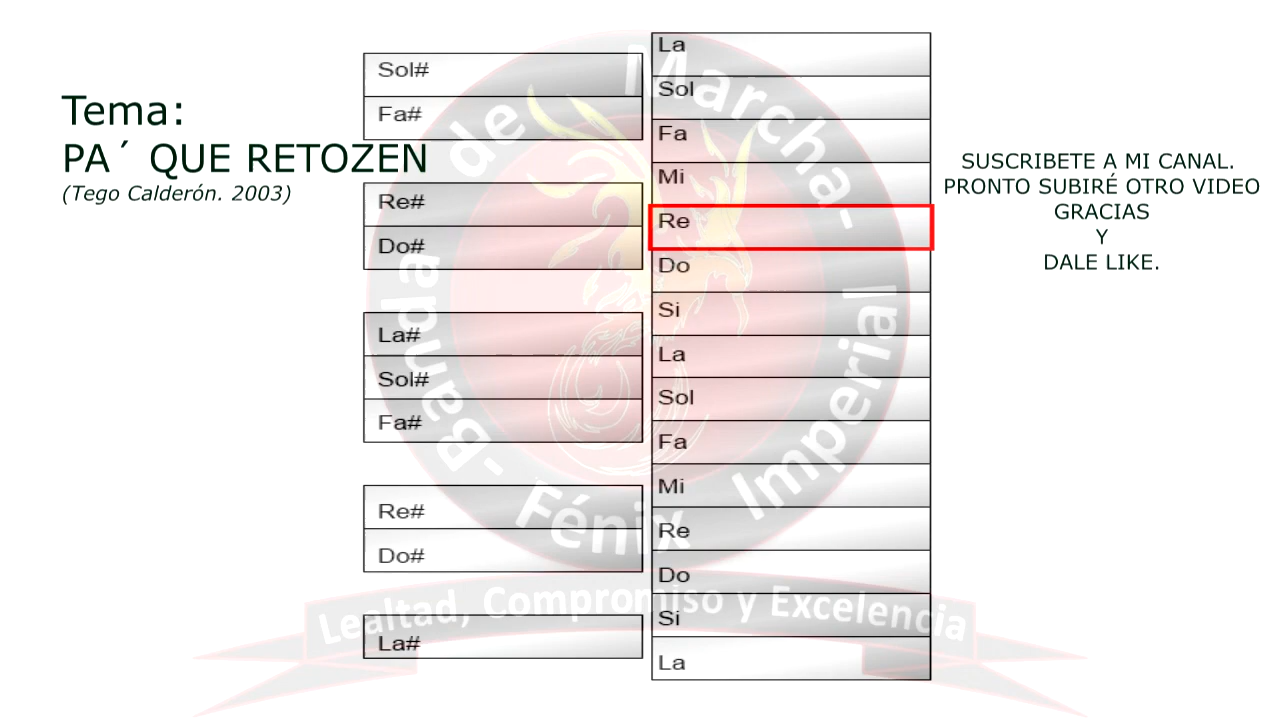 Tema:
PA´ QUE RETOZEN
(Tego Calderón. 2003)
Sol#
Fa#
Re#
Do#
La#
Sol#
Fa#
Re#
Do#
La#
La
Sol
Fa
Mi
Re
Do
Si
La
Sol
Fa
Mi
Re
Do
Si
La
SUSCRIBETE A MI CANAL.
PRONTO SUBIRÉ OTRO VIDEO
GRACIAS
Y
DALE LIKE.
-Banda de Marcha-
Fénix Imperial
Lealtad, Compromiso y Excelencia